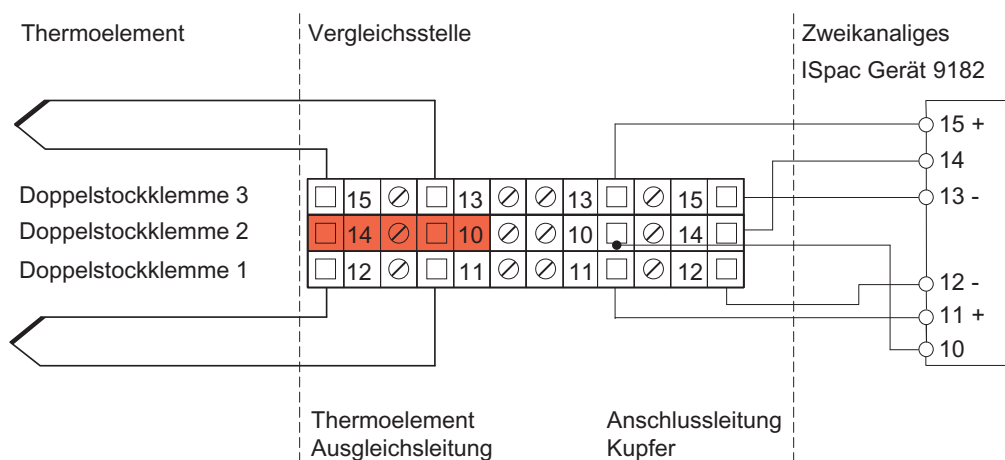 Thermoelement
Vergleichsstelle
Zweikanaliges
ISpac Gerät 9182
15 +
14
13 -
12 -
11 +
10
Doppelstockklemme 3
15 13 13 15
Doppelstockklemme 2
14 10 10 14
Doppelstockklemme 1
12 11 11 12
Thermoelement
Ausgleichsleitung
Anschlussleitung
Kupfer